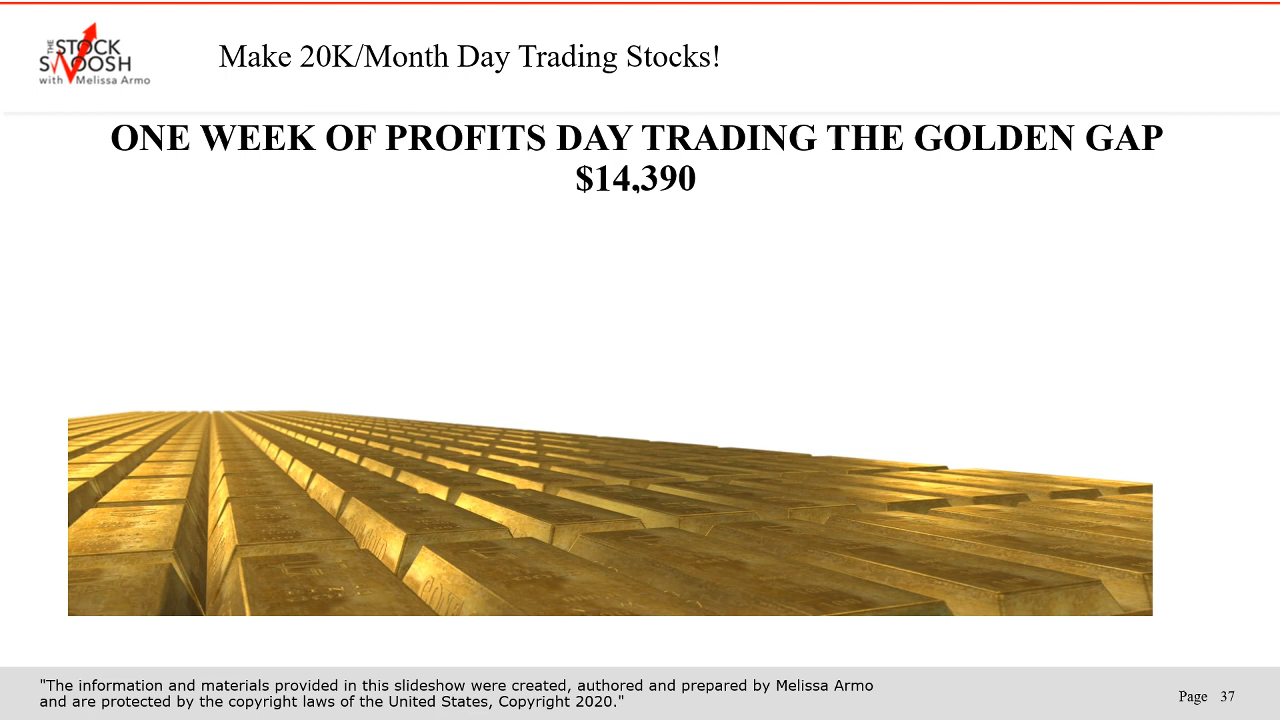 THE
STOCK
SWOOSH
with Melissa Armo
Make 20K/Month Day Trading Stocks!
ONE WEEK OF PROFITS DAY TRADING THE GOLDEN GAP
$14,390
"The information and materials provided in this slideshow were created, authored and prepared by Melissa Armo
and are protected by the copyright laws of the United States, Copyright 2020."
Page 37